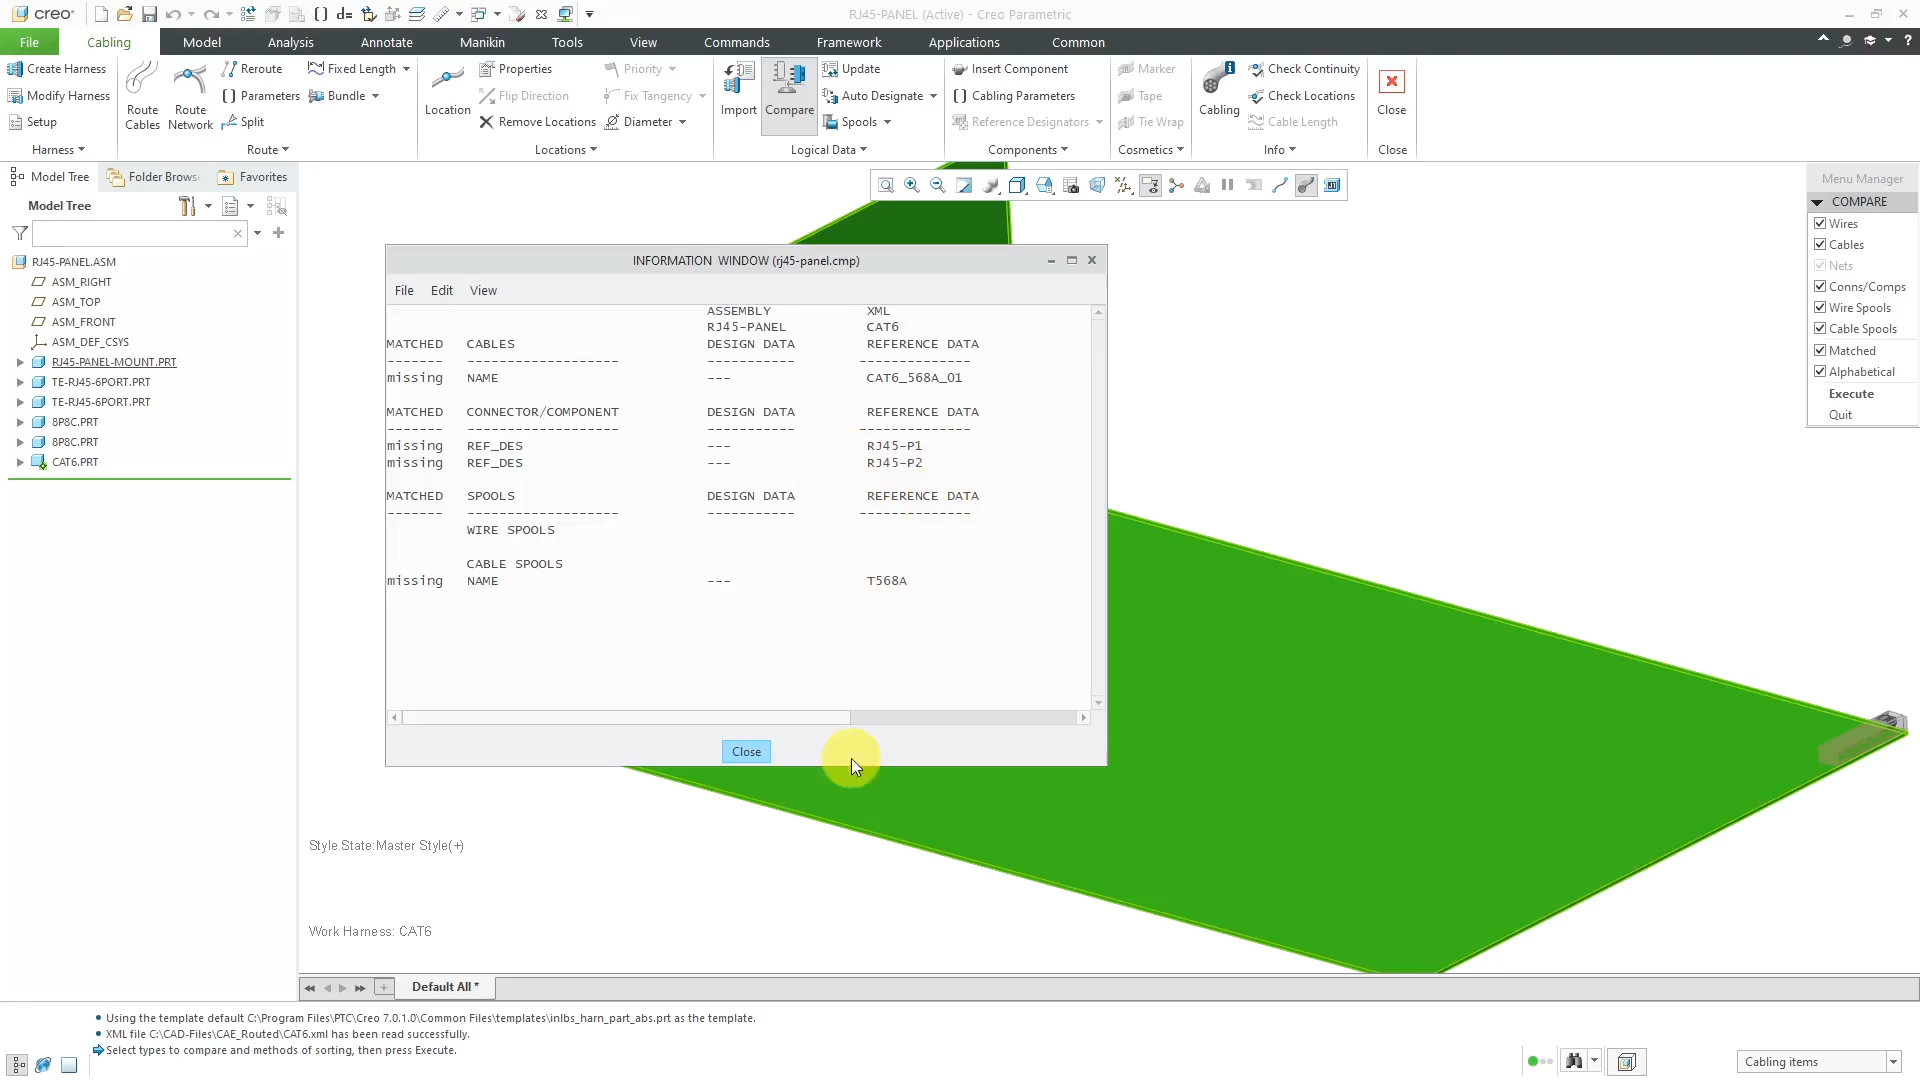 creo
RJ45-PANEL (Active) - Creo Parametric
File
Cabling
Model
Analysis
Annotate
Manikin
Tools
View
Commands
Framework
Applications
Common
Create Harness
Modify Harness
Setup
Harness
Route Cables
Route Network
Reroute
Parameters
Split
Fixed Length
Bundle
Route
Location
Properties
Flip Direction
Remove Locations
Priority
Fix Tangency
Diameter
Locations
Import
Compare
Update
Auto Designate
Spools
Logical Data
Insert Component
Cabling Parameters
Reference Designators
Components
Marker
Tape
Tie Wrap
Cosmetics
Cabling
Check Continuity
Check Locations
Cable Length
Info
Close
Close
Model Tree
Folder Brows
Favorites
Model Tree
RJ45-PANEL.ASM
ASM_RIGHT
ASM_TOP
ASM_FRONT
ASM_DEF_CSYS
RJ45-PANEL-MOUNT.PRT
TE-RJ45-6PORT.PRT
TE-RJ45-6PORT.PRT
8P8C.PRT
8P8C.PRT
CAT6.PRT
INFORMATION WINDOW (rj45-panel.cmp)
File Edit View
ASSEMBLY XML
RJ45-PANEL CAT6
MATCHED CABLES DESIGN DATA REFERENCE DATA
------- ------------------- ----------- --------------
missing NAME --- CAT6_568A_01
MATCHED CONNECTOR/COMPONENT DESIGN DATA REFERENCE DATA
------- ------------------- ----------- --------------
missing REF_DES --- RJ45-P1
missing REF_DES --- RJ45-P2
MATCHED SPOOLS DESIGN DATA REFERENCE DATA
------- ------------------- ----------- --------------
WIRE SPOOLS
CABLE SPOOLS
missing NAME --- T568A
Close
Menu Manager
COMPARE
Wires
Cables
Nets
Conns/Comps
Wire Spools
Cable Spools
Matched
Alphabetical
Execute
Quit
Style State:Master Style(+)
Work Harness: CAT6
Default All *
Using the template default C:\Program Files\PTC\Creo 7.0.1.0\Common Files\templates\inlbs_harn_part_abs.prt as the template.
XML file C:\CAD-Files\CAE_Routed\CAT6.xml has been read successfully.
Select types to compare and methods of sorting, then press Execute.
Cabling items